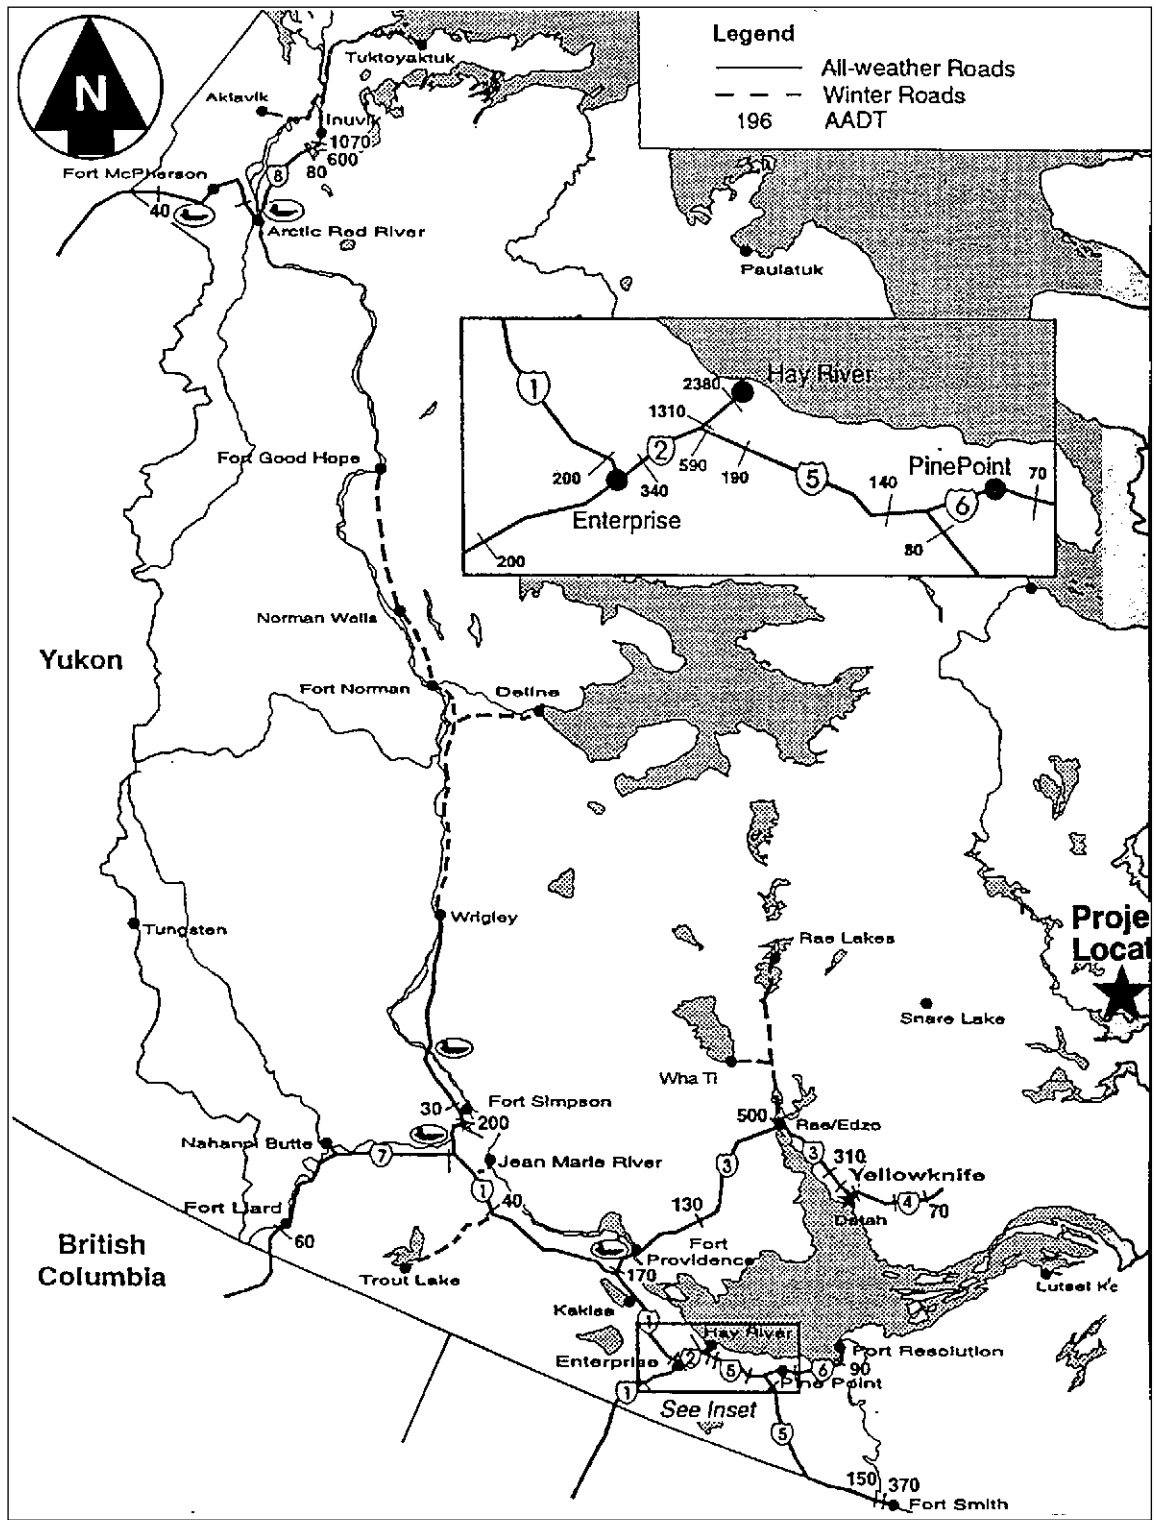 N
Legend
All-weather Roads
Winter Roads
196 AADT
Tuktoyaktuk
Aklavik
Inuvik
1070
600
80
8
Fort McPherson
40
Arctic Red River
Paulatuk
1
Hay River
2380
1310
2
590
190
5
200
340
Enterprise
PinePoint
140
6
70
80
200
Fort Good Hope
Norman Wells
Yukon
Fort Norman
Deline
Wrigley
Tungsten
Rae Lakes
Proje
Locat
Snare Lake
Wha Ti
Fort Simpson
30
200
500
Rae/Edzo
Nahanni Butte
7
Jean Marie River
3
3
310
Yellowknife
1
40
130
4
70
Detah
Fort Liard
60
British
Columbia
Trout Lake
Fort
Providence
170
Lutsel K'e
Kakisa
1
Hay River
Enterprise
2
5
6
Fort Resolution
90
Pine Point
1
See Inset
5
150
370
Fort Smith